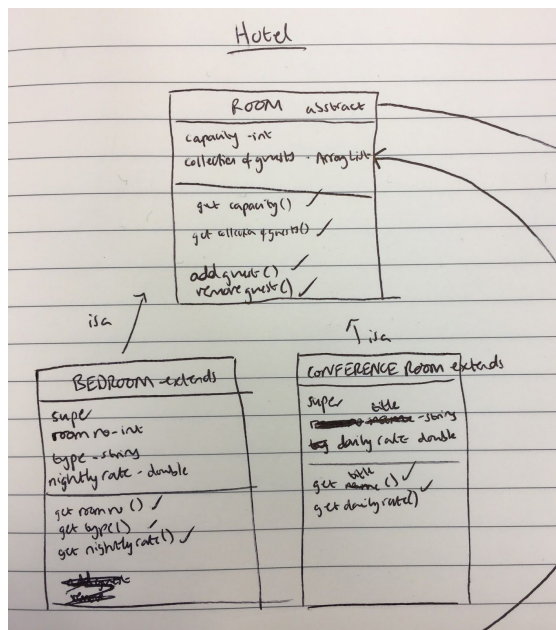 Hotel
ROOM abstract
capacity - int
collection of guests - ArrayList
get capacity() ✓
get collection of guests() ✓
add guest() ✓
remove guest() ✓
is a
is a
BEDROOM - extends
super
room no - int
type - string
nightly rate - double
get room no () ✓
get type() ✓
get nightly rate() ✓
CONFERENCE ROOM extends
super
title - string
daily rate double
get title () ✓
get daily rate() ✓